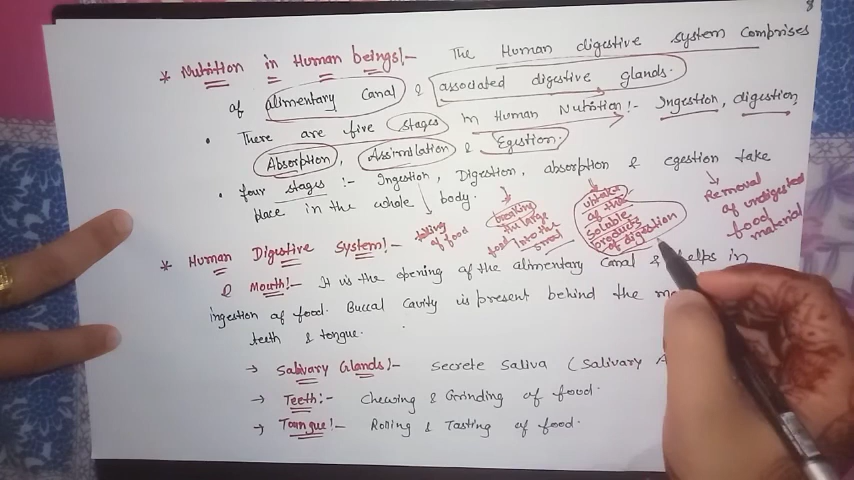 8
* Nutrition in Human beings!- The Human digestive system comprises
of alimentary canal & associated digestive glands.
• There are five stages in Human Nutrition!- Ingestion, digestion,
Absorption, Assimilation & Egestion.
• four stages :- Ingestion, Digestion, absorption & egestion take
place in the whole body.
taking
of food
breaking
the large
food into the
small
uptake
of the
soluble
products
of digestion
Removal
of undigested
food
material
* Human Digestive System!-
& Mouth!- It is the opening of the alimentary canal & helps in
ingestion of food. Buccal cavity is present behind the
teeth & tongue.
→ Salivary Glands!- Secrete Saliva (Salivary A
→ Teeth:- Chewing & Grinding of food.
→ Toungue!- Rolling & Tasting of food.